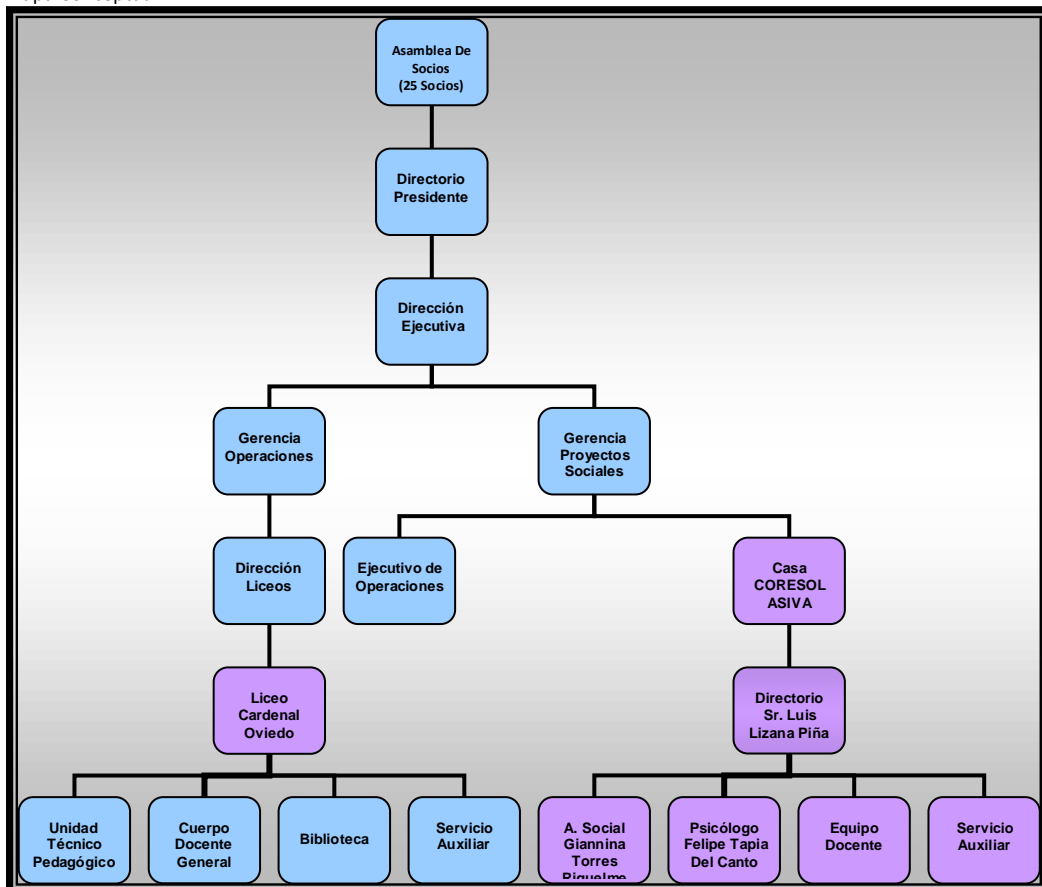 Asamblea De
Socios
(25 Socios)
Directorio
Presidente
Dirección
Ejecutiva
Gerencia
Operaciones
Gerencia
Proyectos
Sociales
Dirección
Liceos
Ejecutivo de
Operaciones
Casa
CORESOL
ASIVA
Liceo
Cardenal
Oviedo
Directorio
Sr. Luis
Lizana Piña
Unidad
Técnico
Pedagógico
Cuerpo
Docente
General
Biblioteca
Servicio
Auxiliar
A. Social
Giannina
Torres
Riquelme
Psicólogo
Felipe Tapia
Del Canto
Equipo
Docente
Servicio
Auxiliar